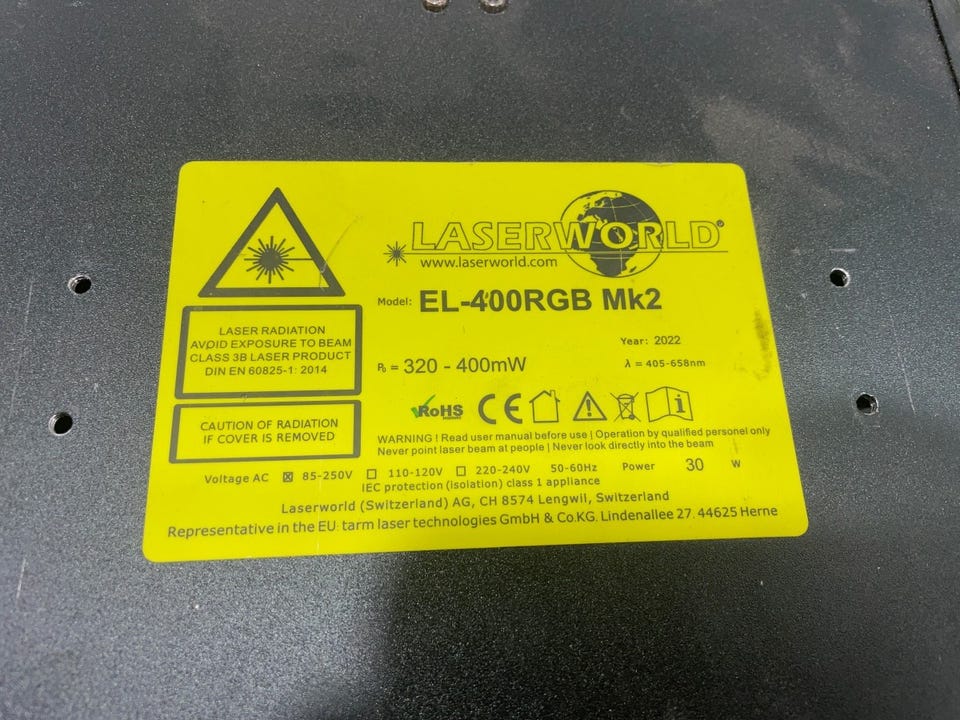 LASERWORLD®
www.laserworld.com
Model: EL-400RGB Mk2
LASER RADIATION
AVOID EXPOSURE TO BEAM
CLASS 3B LASER PRODUCT
DIN EN 60825-1: 2014
Year: 2022
P₀ = 320 - 400mW
λ = 405-658nm
CAUTION OF RADIATION
IF COVER IS REMOVED
RoHS CE i
WARNING ! Read user manual before use | Operation by qualified personel only
Never point laser beam at people | Never look directly into the beam
Voltage AC ☒ 85-250V ☐ 110-120V ☐ 220-240V 50-60Hz Power 30 W
IEC protection (isolation) class 1 appliance
Laserworld (Switzerland) AG, CH 8574 Lengwil, Switzerland
Representative in the EU: tarm laser technologies GmbH & Co.KG. Lindenallee 27. 44625 Herne